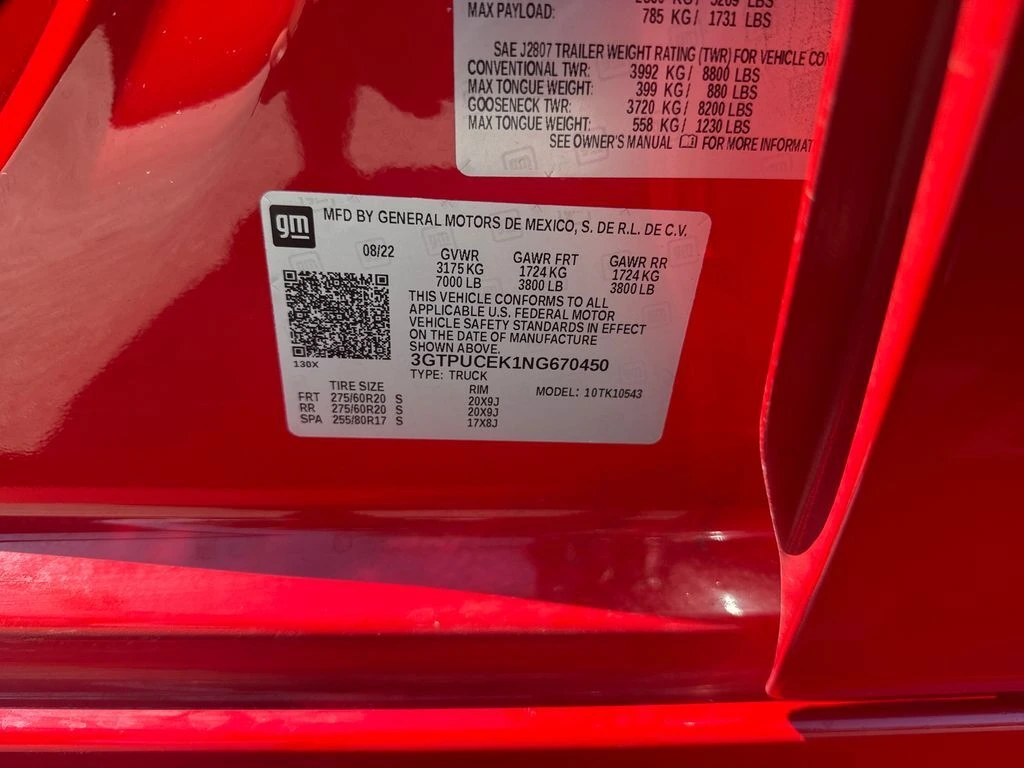 MAX PAYLOAD: 785 KG / 1731 LBS
SAE J2807 TRAILER WEIGHT RATING (TWR) FOR VEHICLE
CONVENTIONAL TWR: 3992 KG / 8800 LBS
MAX TONGUE WEIGHT: 399 KG / 880 LBS
GOOSENECK TWR: 3720 KG / 8200 LBS
MAX TONGUE WEIGHT: 558 KG / 1230 LBS
SEE OWNER'S MANUAL FOR MORE INFORMAT
gm
MFD BY GENERAL MOTORS DE MEXICO, S. DE R.L. DE C.V.
08/22 GVWR GAWR FRT GAWR RR
3175 KG 1724 KG 1724 KG
7000 LB 3800 LB 3800 LB
THIS VEHICLE CONFORMS TO ALL
APPLICABLE U.S. FEDERAL MOTOR
VEHICLE SAFETY STANDARDS IN EFFECT
ON THE DATE OF MANUFACTURE
SHOWN ABOVE.
130X
3GTPUCEK1NG670450
TYPE: TRUCK
MODEL: 10TK10543
TIRE SIZE RIM
FRT 275/60R20 S 20X9J
RR 275/60R20 S 20X9J
SPA 255/80R17 S 17X8J